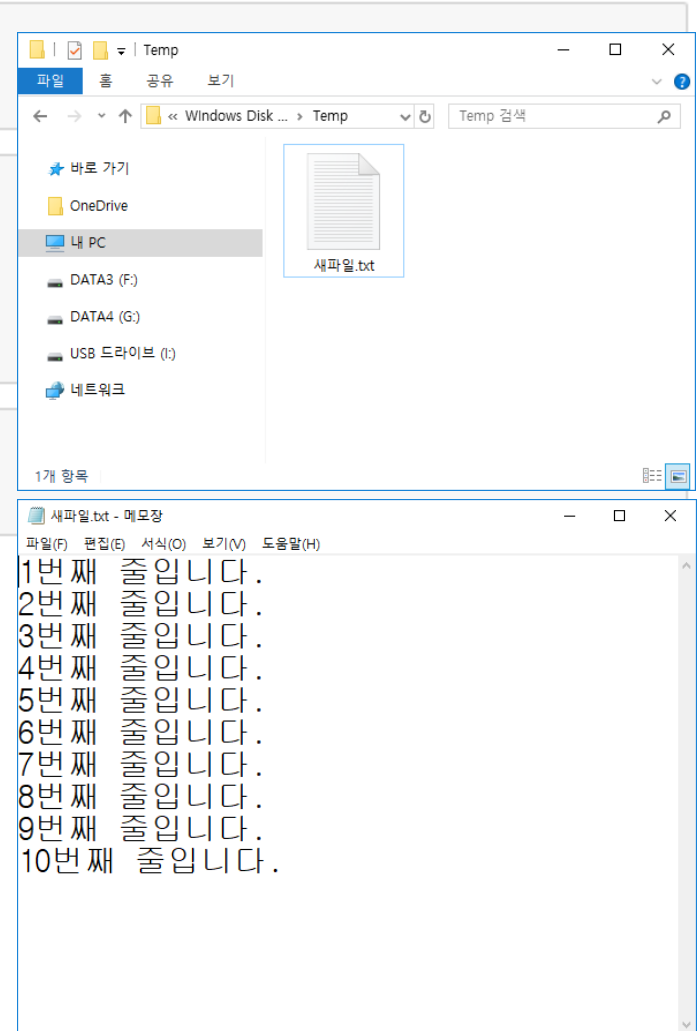 Temp
파일 홈 공유 보기
« WIndows Disk ... › Temp Temp 검색
바로 가기
OneDrive
내 PC
DATA3 (F:)
DATA4 (G:)
USB 드라이브 (I:)
네트워크
새파일.txt
1개 항목
새파일.txt - 메모장
파일(F) 편집(E) 서식(O) 보기(V) 도움말(H)
1번째 줄입니다.
2번째 줄입니다.
3번째 줄입니다.
4번째 줄입니다.
5번째 줄입니다.
6번째 줄입니다.
7번째 줄입니다.
8번째 줄입니다.
9번째 줄입니다.
10번째 줄입니다.